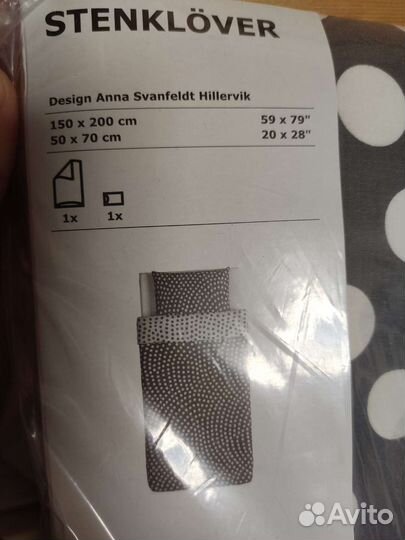 STENKLÖVER
Design Anna Svanfeldt Hillervik
150 x 200 cm 59 x 79"
50 x 70 cm 20 x 28"
1x 1x
Avito